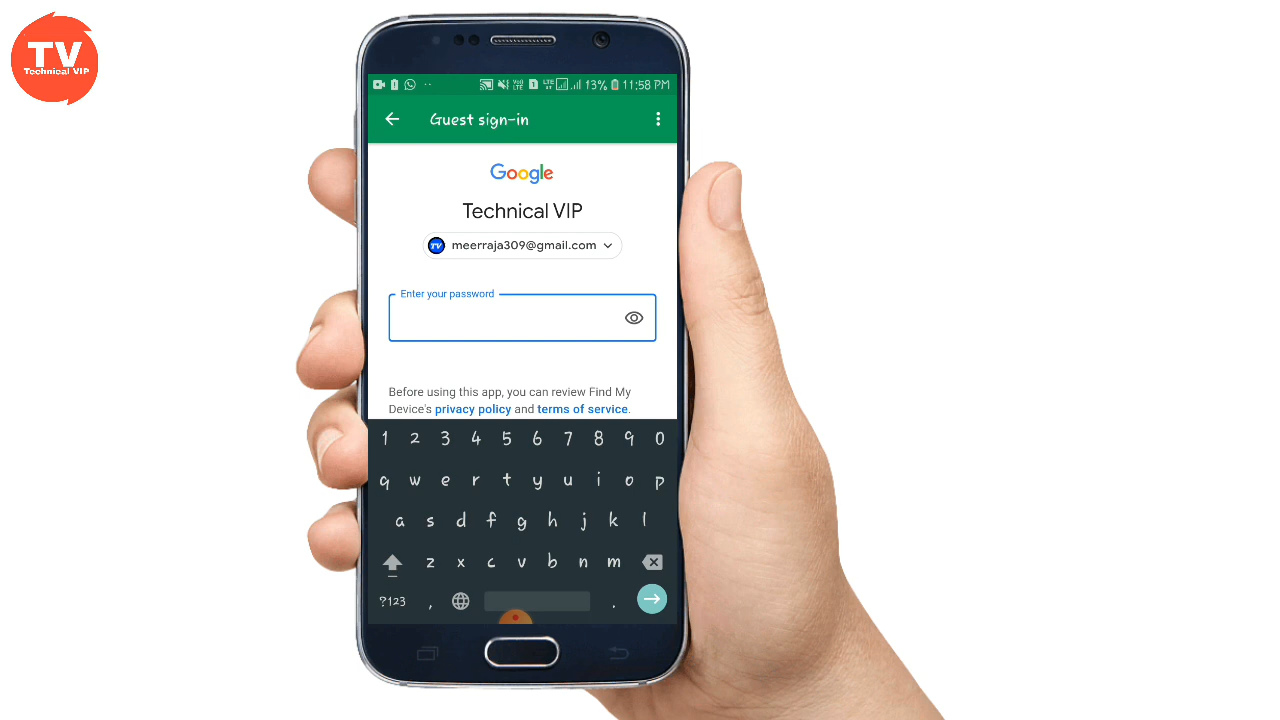 TV
Technical VIP
13% 11:58 PM
Guest sign-in
Google
Technical VIP
TV meerraja309@gmail.com
Enter your password
Before using this app, you can review Find My
Device's privacy policy and terms of service.
1 2 3 4 5 6 7 8 9 0
q w e r t y u i o p
a s d f g h j k l
z x c v b n m
?123 , .